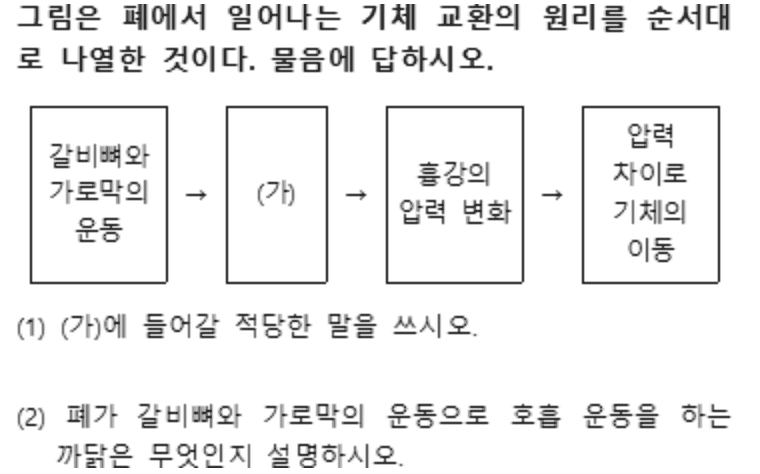 그림은 폐에서 일어나는 기체 교환의 원리를 순서대
로 나열한 것이다. 물음에 답하시오.
갈비뼈와
가로막의
운동
→
(가)
→
흉강의
압력 변화
→
압력
차이로
기체의
이동
(1) (가)에 들어갈 적당한 말을 쓰시오.
(2) 폐가 갈비뼈와 가로막의 운동으로 호흡 운동을 하는
까닭은 무엇인지 설명하시오.